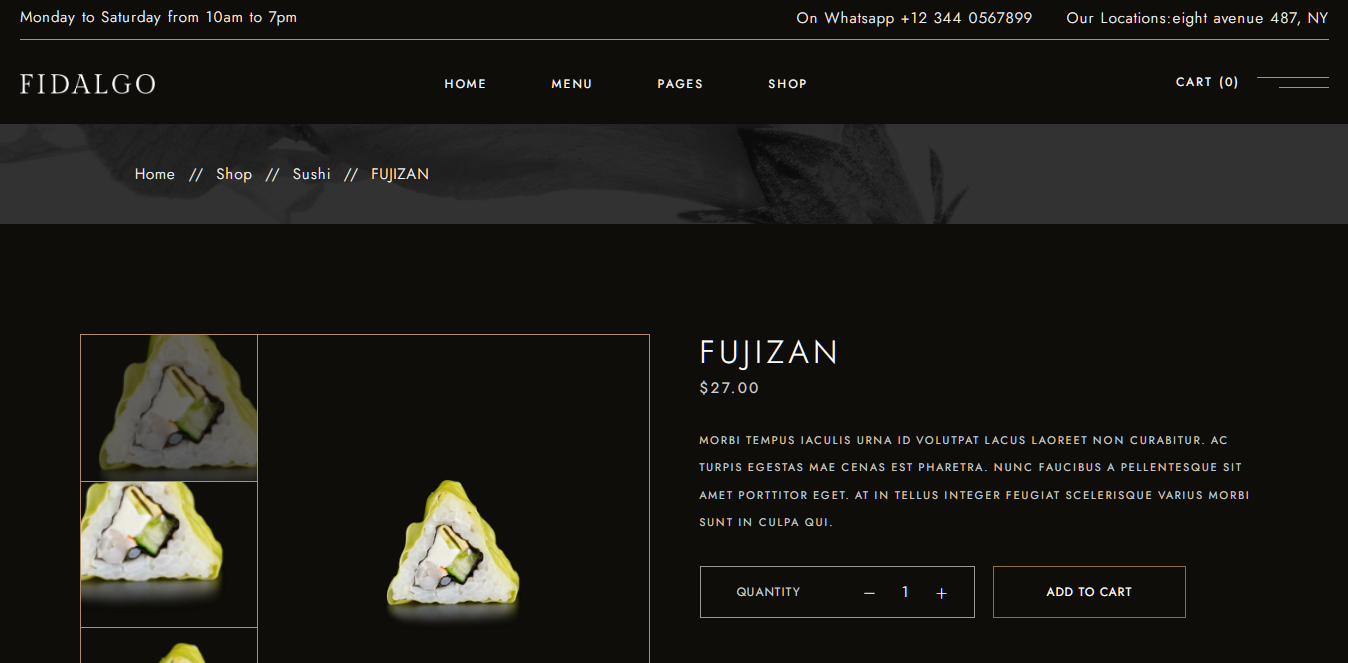 Monday to Saturday from 10am to 7pm
On Whatsapp +12 344 0567899
Our Locations:eight avenue 487, NY
FIDALGO
HOME
MENU
PAGES
SHOP
CART (0)
Home // Shop // Sushi // FUJIZAN
FUJIZAN
$27.00
MORBI TEMPUS IACULIS URNA ID VOLUTPAT LACUS LAOREET NON CURABITUR. AC
TURPIS EGESTAS MAE CENAS EST PHARETRA. NUNC FAUCIBUS A PELLENTESQUE SIT
AMET PORTTITOR EGET. AT IN TELLUS INTEGER FEUGIAT SCELERISQUE VARIUS MORBI
SUNT IN CULPA QUI.
QUANTITY – 1 +
ADD TO CART